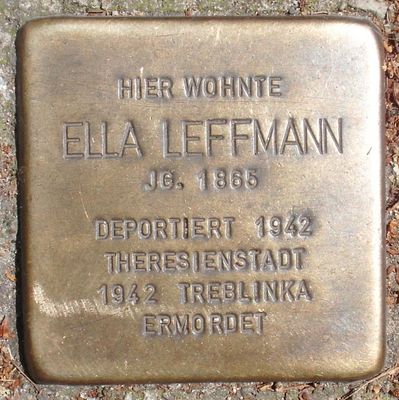 HIER WOHNTE
ELLA LEFFMANN
JG. 1865
DEPORTIERT 1942
THERESIENSTADT
1942 TREBLINKA
ERMORDET